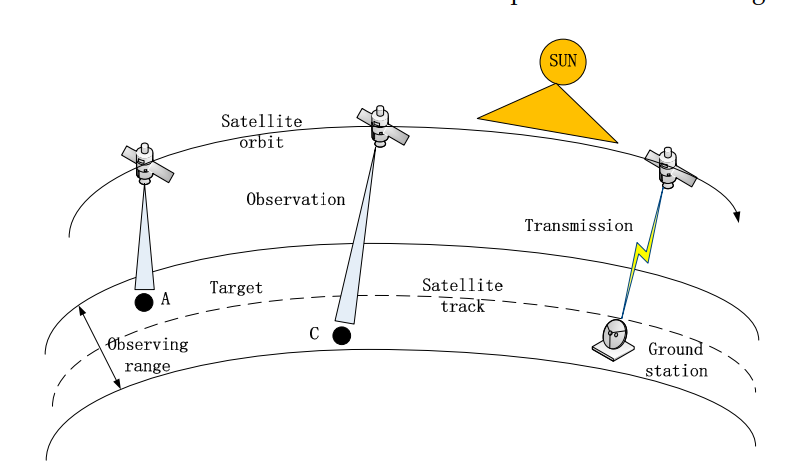 SUN
Satellite
orbit
Observation
Transmission
Target
A
Satellite
track
C
Observing
range
Ground
station